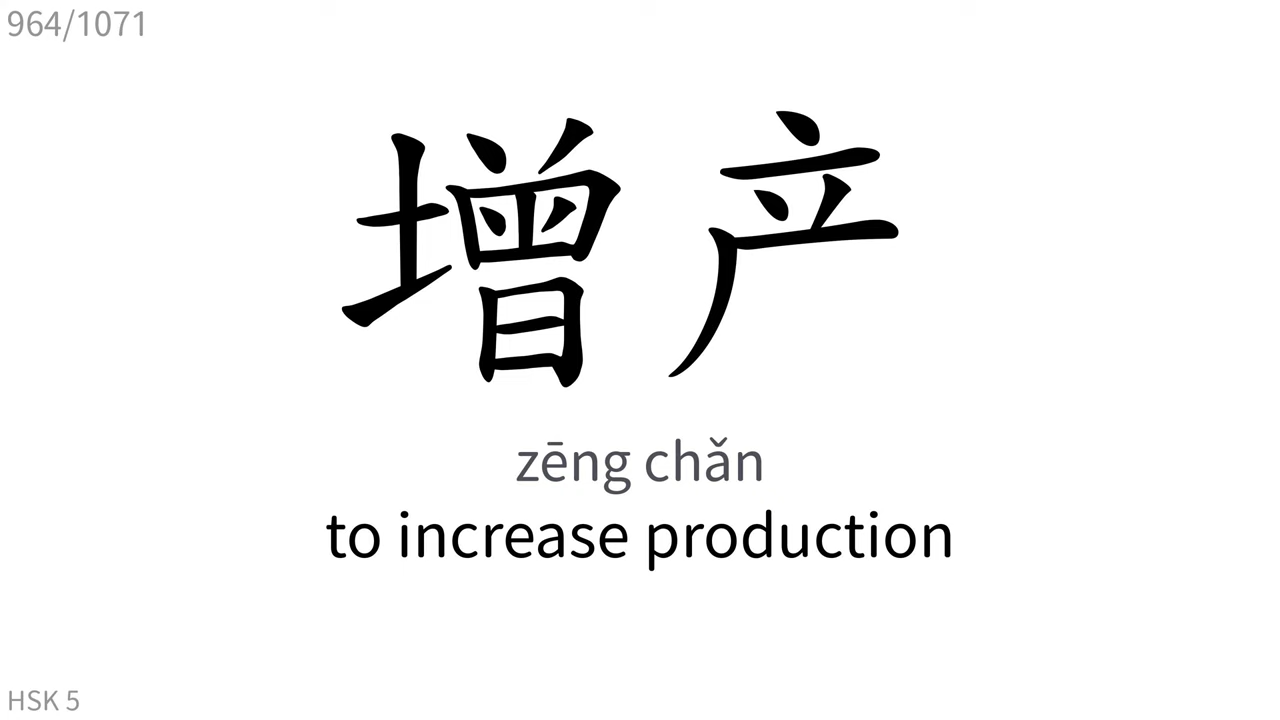 964/1071
增产
zēng chǎn
to increase production
HSK 5